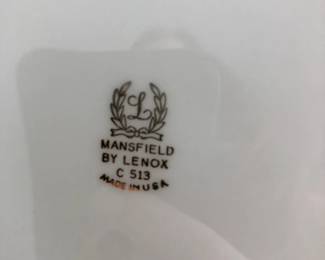 L
MANSFIELD
BY LENOX
C 513
MADE IN USA